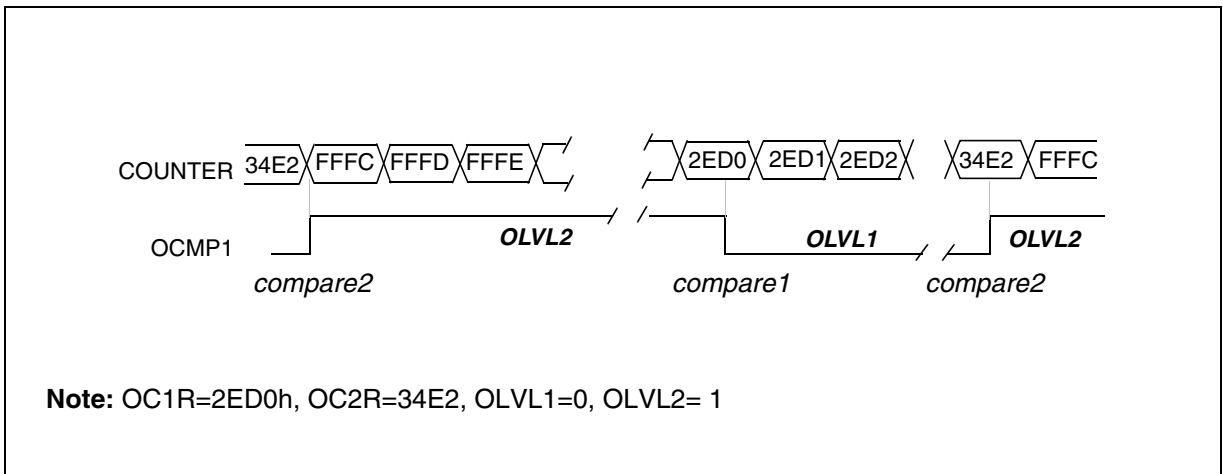 COUNTER 34E2 FFFC FFFD FFFE 2ED0 2ED1 2ED2 34E2 FFFC
OCMP1 OLVL2 OLVL1 OLVL2
compare2 compare1 compare2
Note: OC1R=2ED0h, OC2R=34E2, OLVL1=0, OLVL2= 1